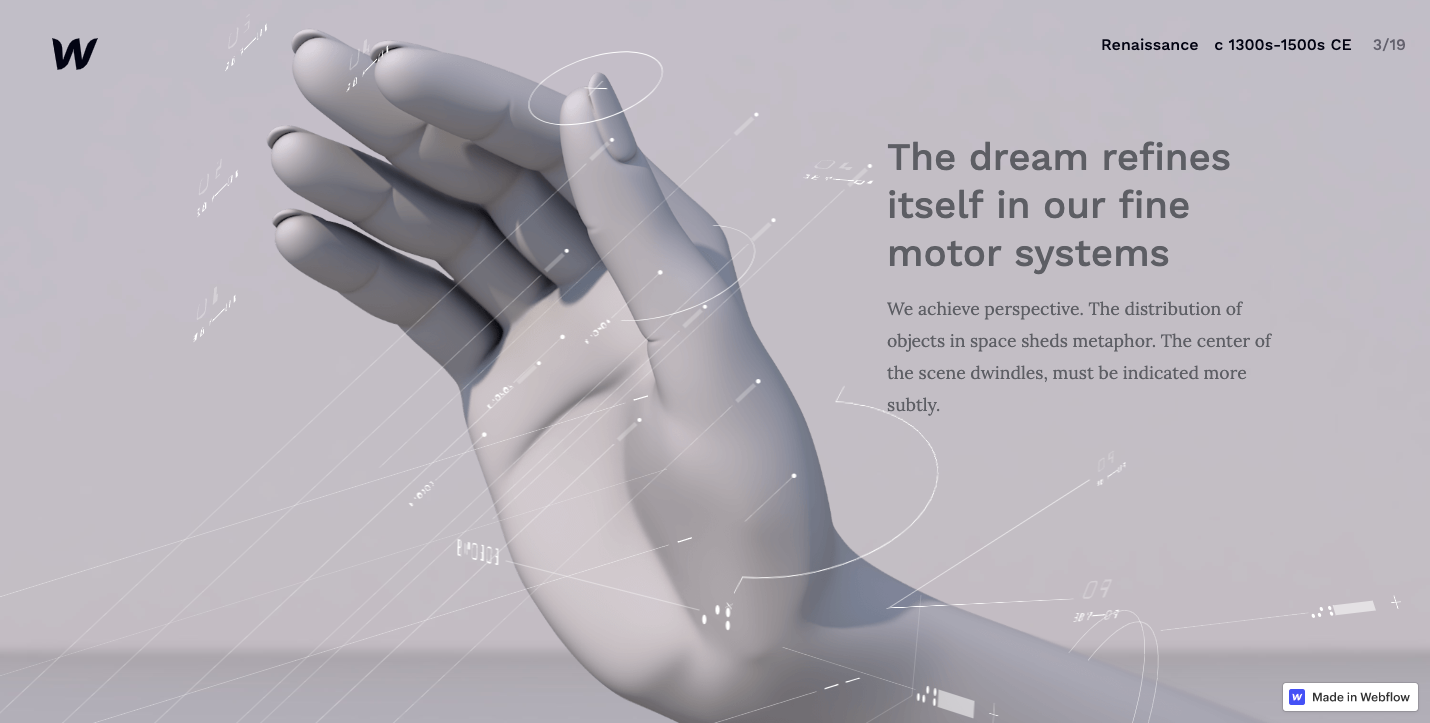 W
Renaissance c 1300s-1500s CE 3/19
The dream refines
itself in our fine
motor systems
We achieve perspective. The distribution of
objects in space sheds metaphor. The center of
the scene dwindles, must be indicated more
subtly.
07
Made in Webflow